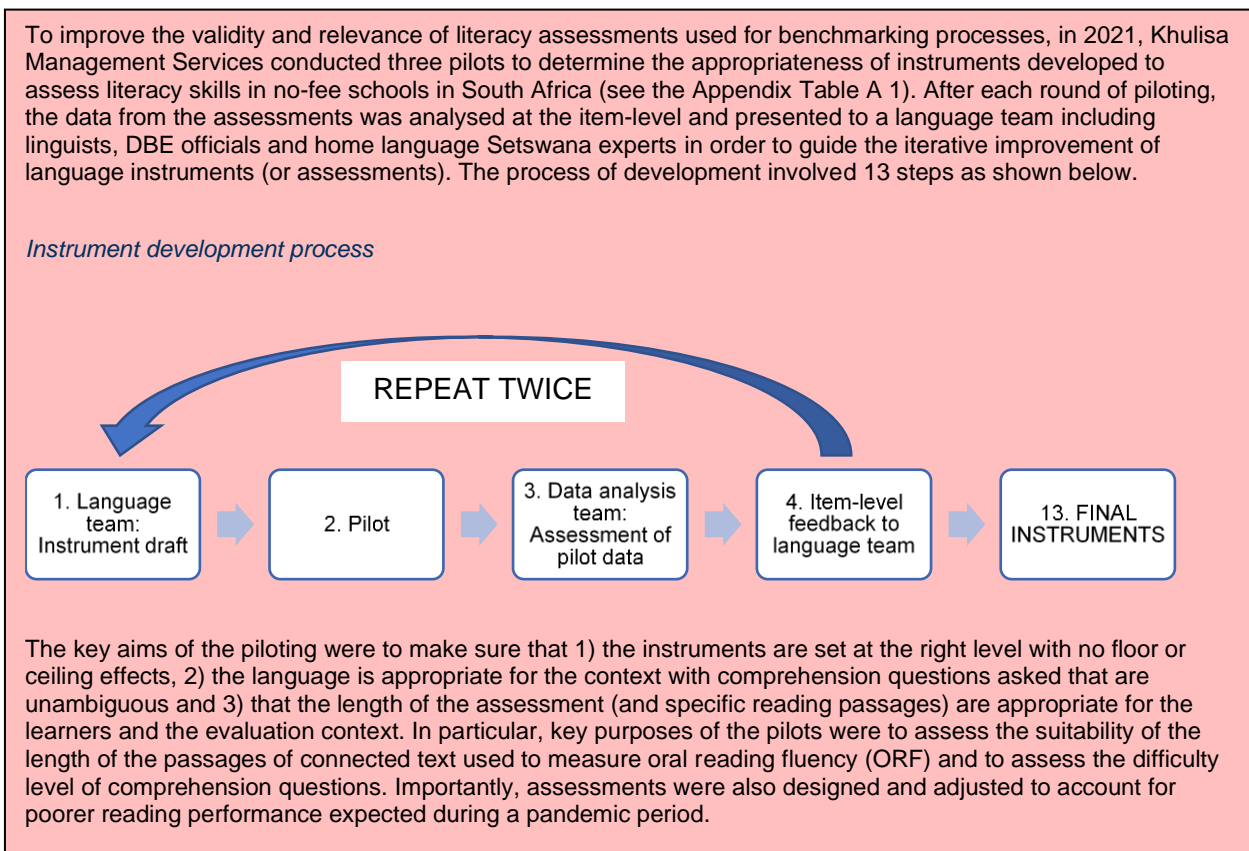 To improve the validity and relevance of literacy assessments used for benchmarking processes, in 2021, Khulisa
Management Services conducted three pilots to determine the appropriateness of instruments developed to
assess literacy skills in no-fee schools in South Africa (see the Appendix Table A 1). After each round of piloting,
the data from the assessments was analysed at the item-level and presented to a language team including
linguists, DBE officials and home language Setswana experts in order to guide the iterative improvement of
language instruments (or assessments). The process of development involved 13 steps as shown below.
Instrument development process
REPEAT TWICE
1. Language
team:
Instrument draft
2. Pilot
3. Data analysis
team:
Assessment of
pilot data
4. Item-level
feedback to
language team
13. FINAL
INSTRUMENTS
The key aims of the piloting were to make sure that 1) the instruments are set at the right level with no floor or
ceiling effects, 2) the language is appropriate for the context with comprehension questions asked that are
unambiguous and 3) that the length of the assessment (and specific reading passages) are appropriate for the
learners and the evaluation context. In particular, key purposes of the pilots were to assess the suitability of the
length of the passages of connected text used to measure oral reading fluency (ORF) and to assess the difficulty
level of comprehension questions. Importantly, assessments were also designed and adjusted to account for
poorer reading performance expected during a pandemic period.